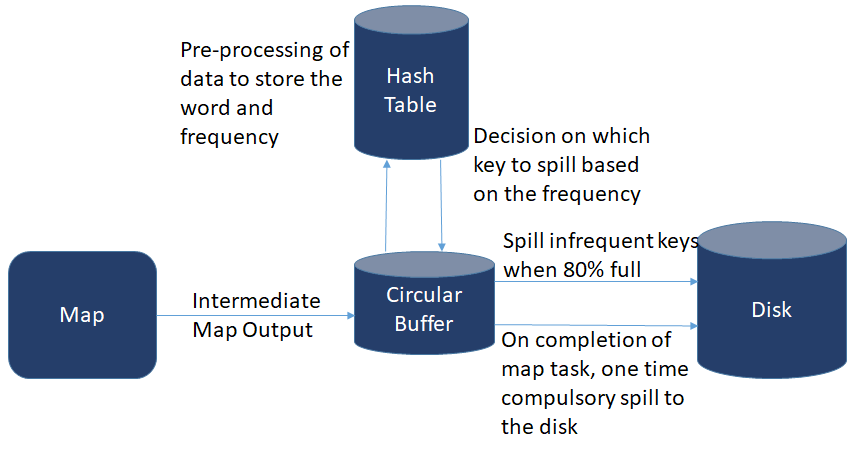 Pre-processing of
data to store the
word and
frequency
Hash
Table
Decision on which
key to spill based
on the frequency
Map
Intermediate
Map Output
Circular
Buffer
Spill infrequent keys
when 80% full
On completion of
map task, one time
compulsory spill to
the disk
Disk